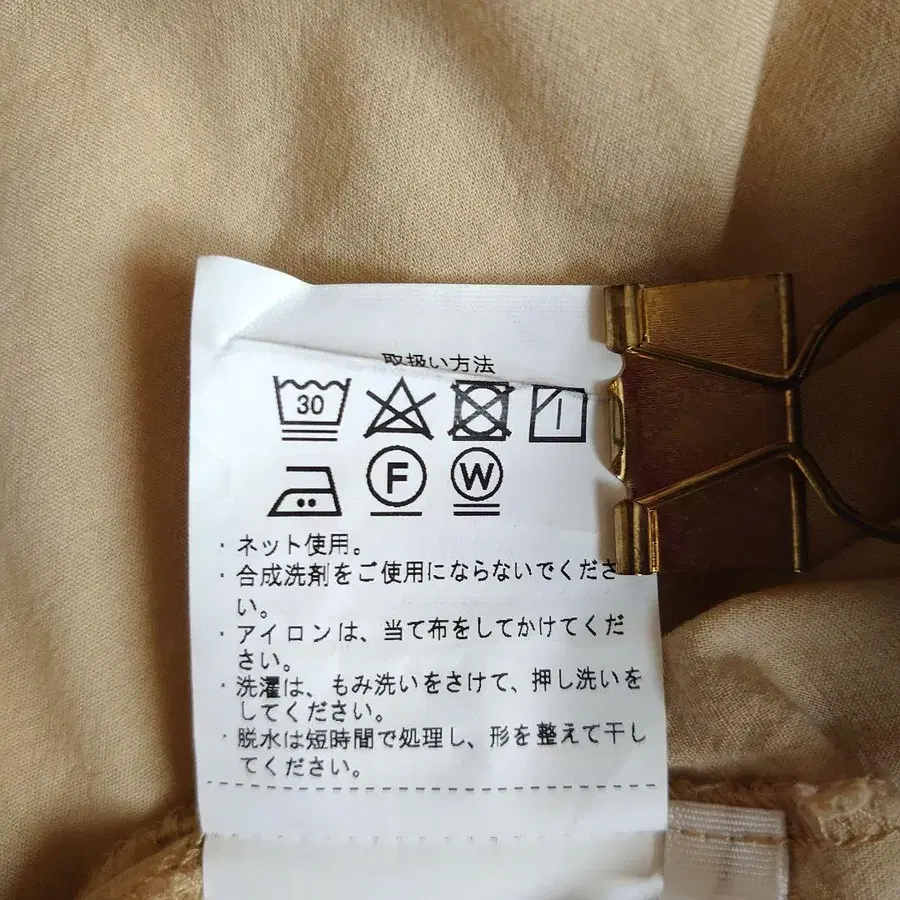 取扱い方法
30
F W
・ネット使用。
・合成洗剤をご使用にならないでくださ
い。
・アイロンは、当て布をしてかけてくだ
さい。
・洗濯は、もみ洗いをさけて、押し洗いを
してください。
・脱水は短時間で処理し、形を整えて干し
てください。